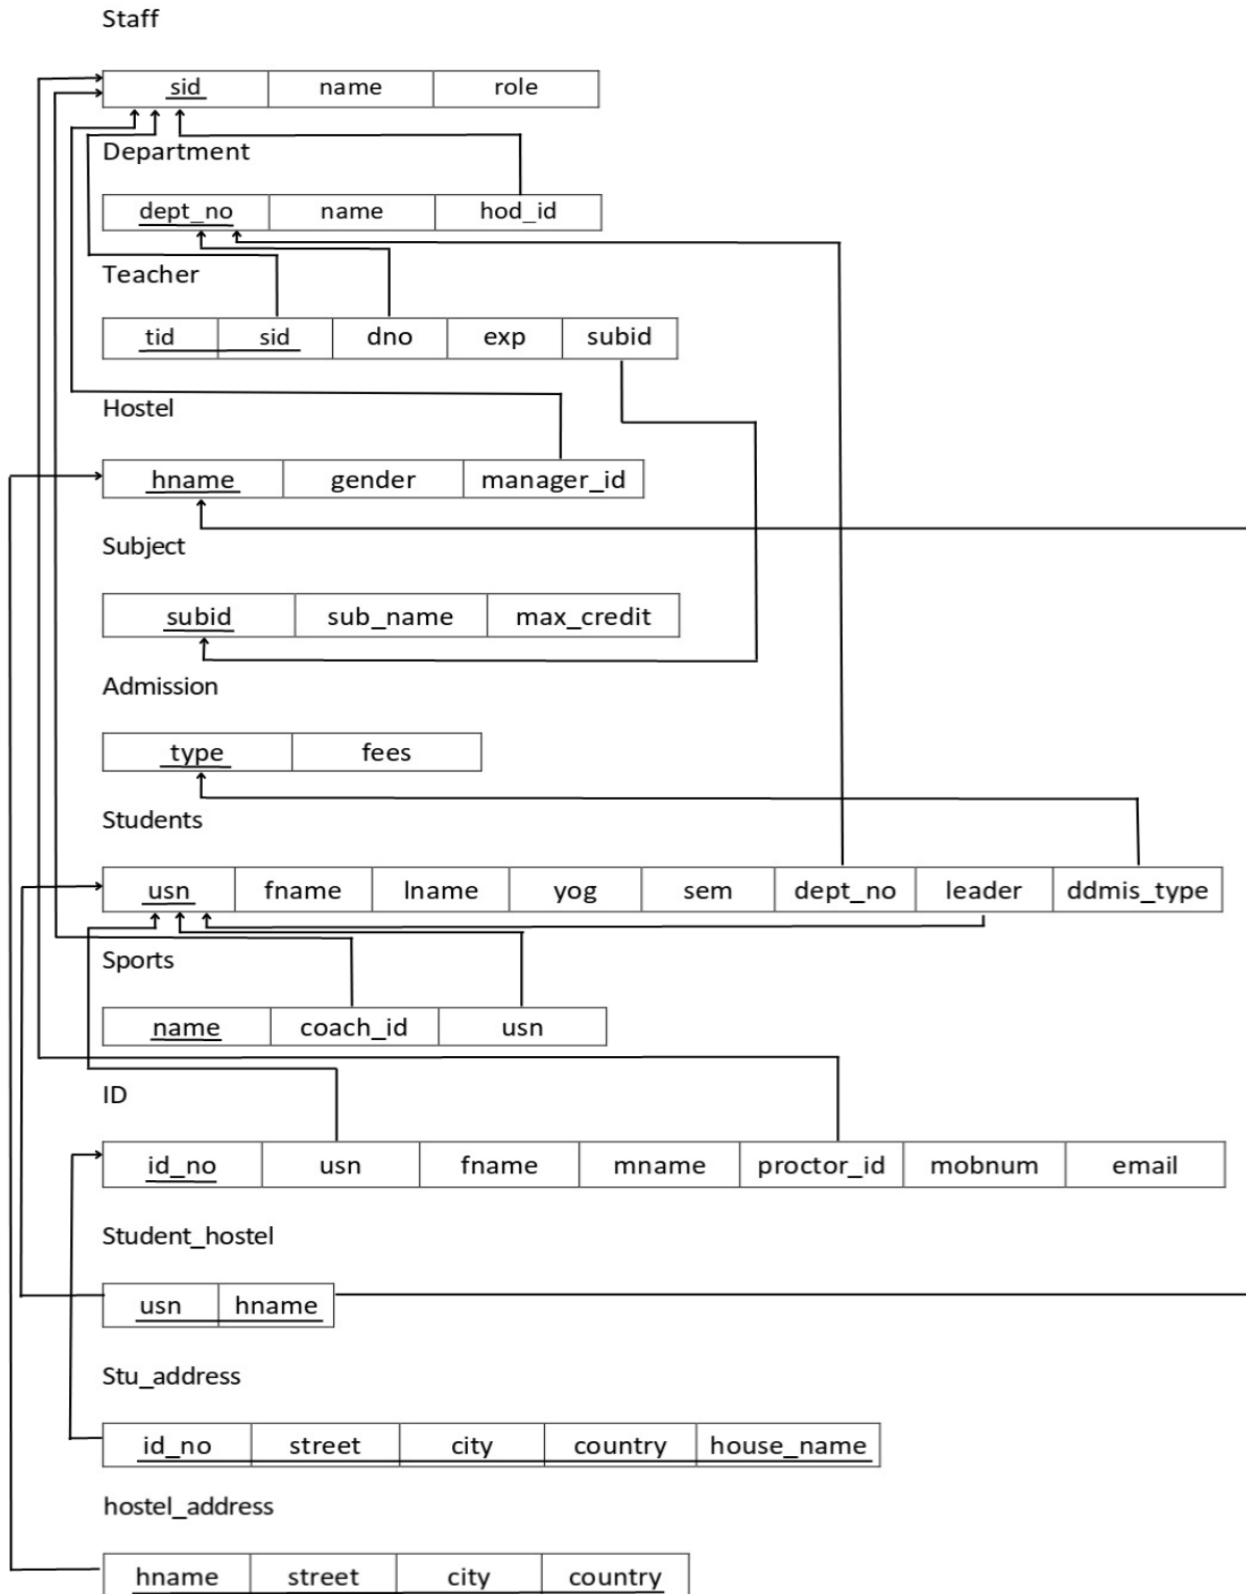 Staff
sid name role
Department
dept_no name hod_id
Teacher
tid sid dno exp subid
Hostel
hname gender manager_id
Subject
subid sub_name max_credit
Admission
type fees
Students
usn fname lname yog sem dept_no leader ddmis_type
Sports
name coach_id usn
ID
id_no usn fname mname proctor_id mobnum email
Student_hostel
usn hname
Stu_address
id_no street city country house_name
hostel_address
hname street city country